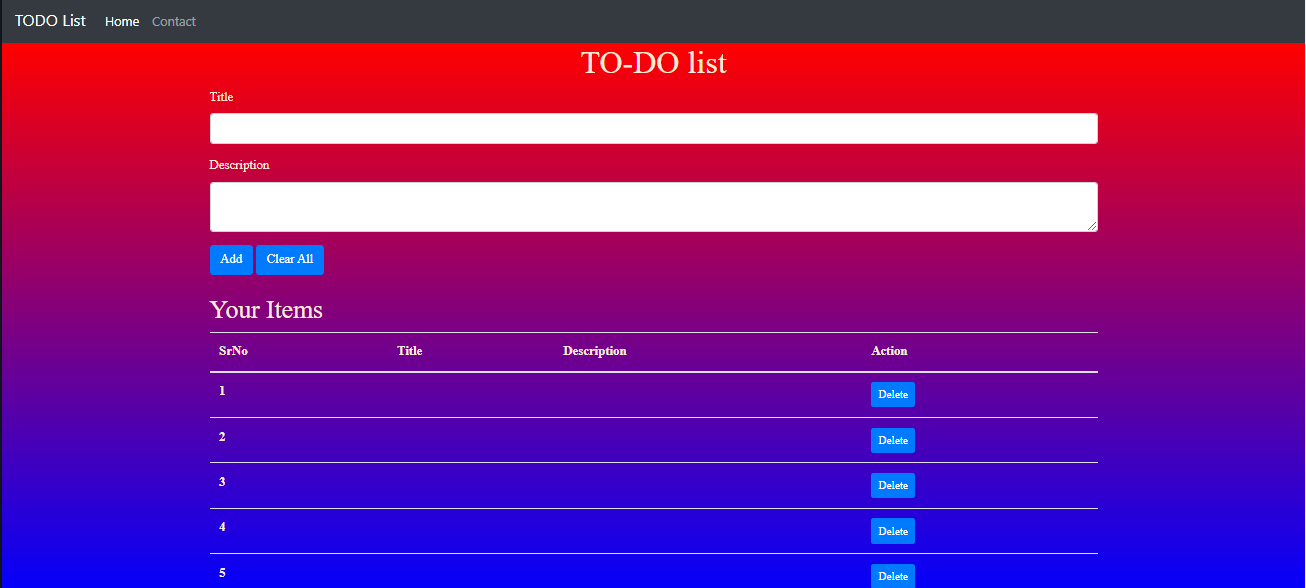 TODO List Home Contact
TO-DO list
Title
Description
Add Clear All
Your Items
SrNo Title Description Action
1 Delete
2 Delete
3 Delete
4 Delete
5 Delete